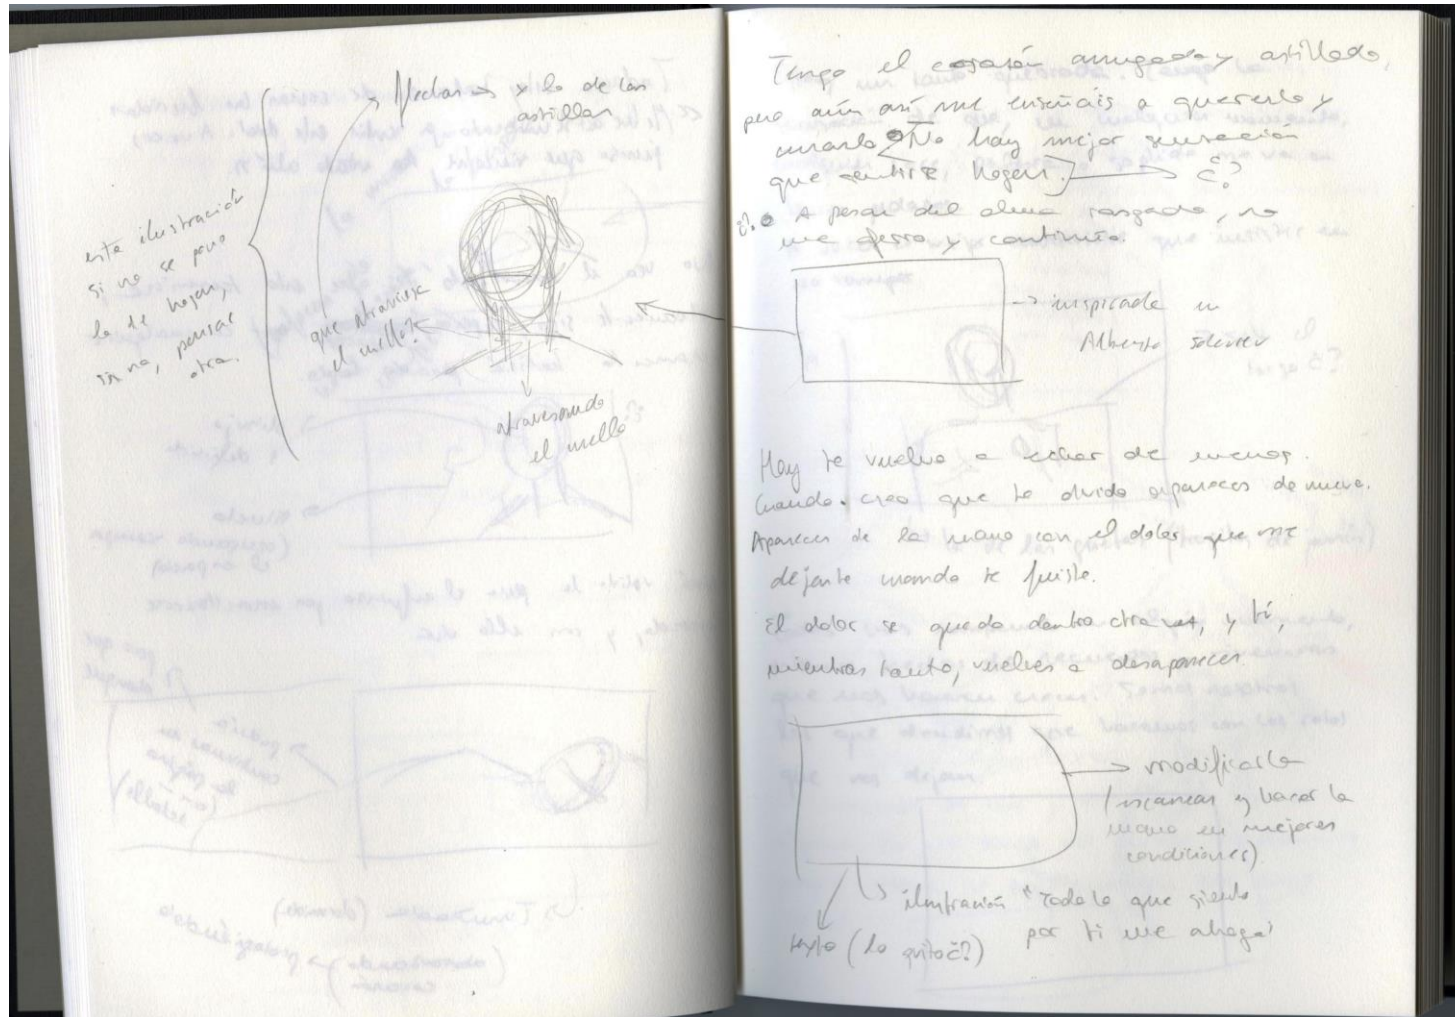 flechas y lo de las
astillas
esta ilustración
si no se pone
la de hogar,
si no, pensar
otra.
que atraviese
el cuello?
atravesando
el cuello
Tengo el corazón arrugado y astillado,
pero aún así me enseñáis a quererlo y
curarlo. No hay mejor sensación
que sentirse hogar. → ¿?
¿?. A pesar del alma rasgada, no
me aferro y continúo.
→ inspirada en
Alberto
Hoy te vuelvo a echar de menos.
Cuando creo que te olvido apareces de nuevo.
Apareces de la mano con el dolor que me
dejaste cuando te fuiste.
El dolor se queda dentro otra vez, y tú,
mientras tanto, vuelves a desaparecer.
→ modificarla
(escanear y hacer la
mano en mejores
condiciones)
ilustración "Todo lo que siento
por ti me ahoga"
texto (lo quito¿?)